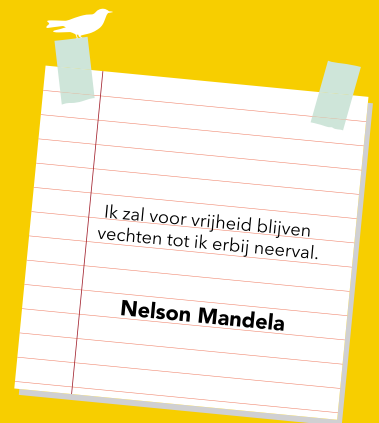 Ik zal voor vrijheid blijven
vechten tot ik erbij neerval.
Nelson Mandela